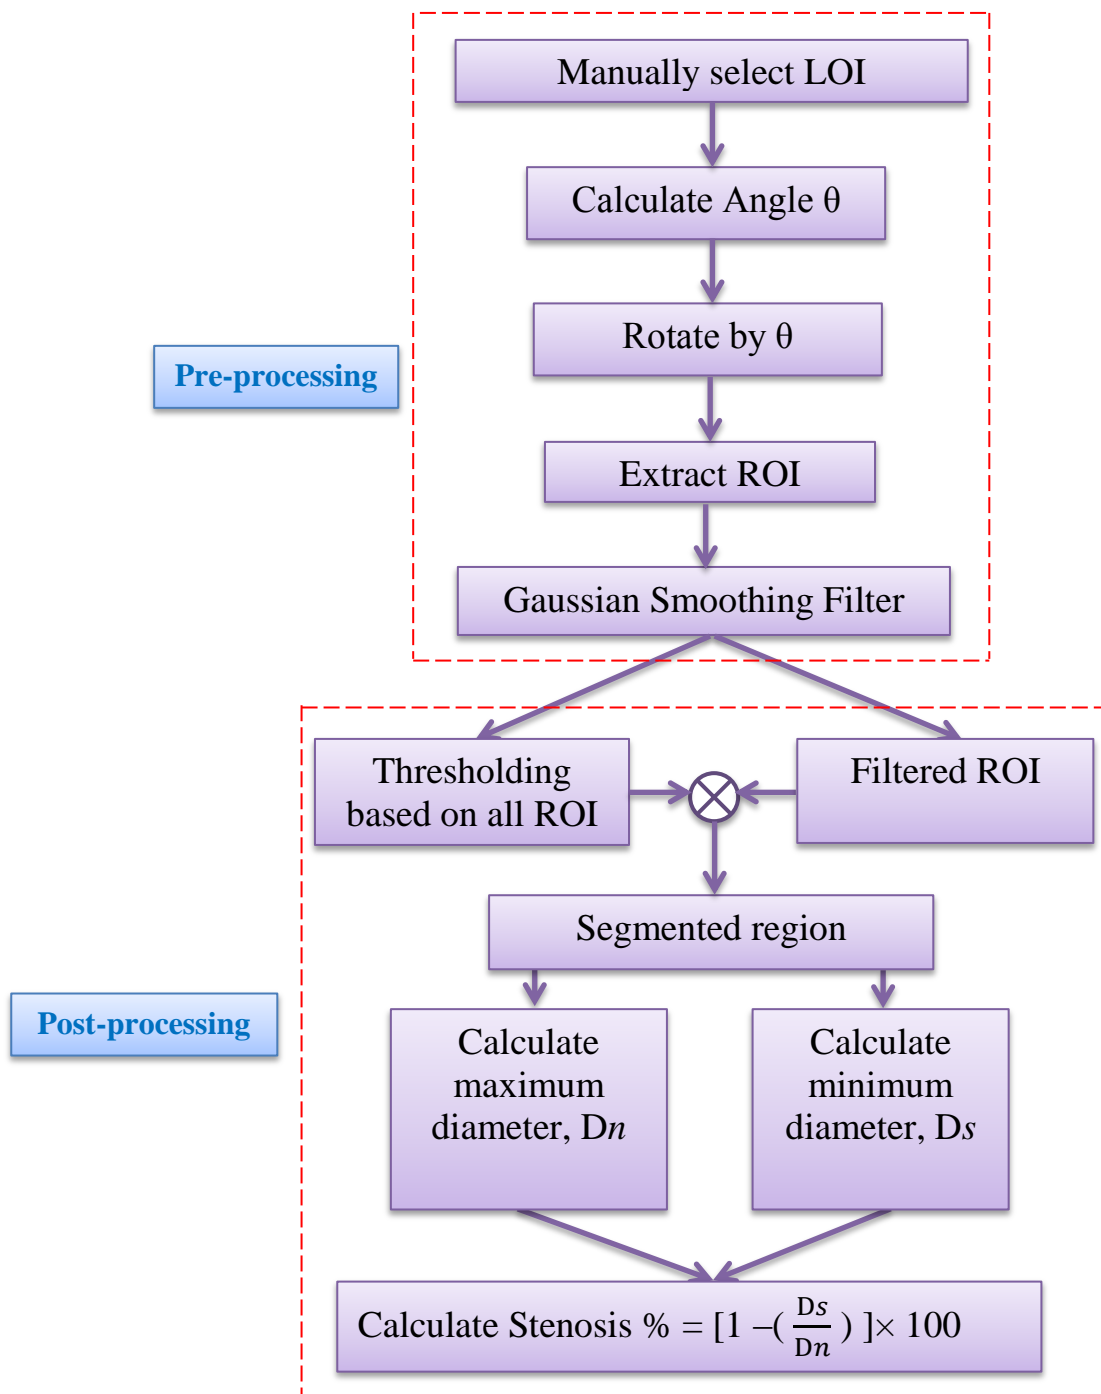 Manually select LOI
Calculate Angle θ
Rotate by θ
Pre-processing
Extract ROI
Gaussian Smoothing Filter
Thresholding
based on all ROI
Filtered ROI
Segmented region
Post-processing
Calculate
maximum
diameter, Dn
Calculate
minimum
diameter, Ds
Calculate Stenosis % = [1 –( Ds/Dn ) ]× 100